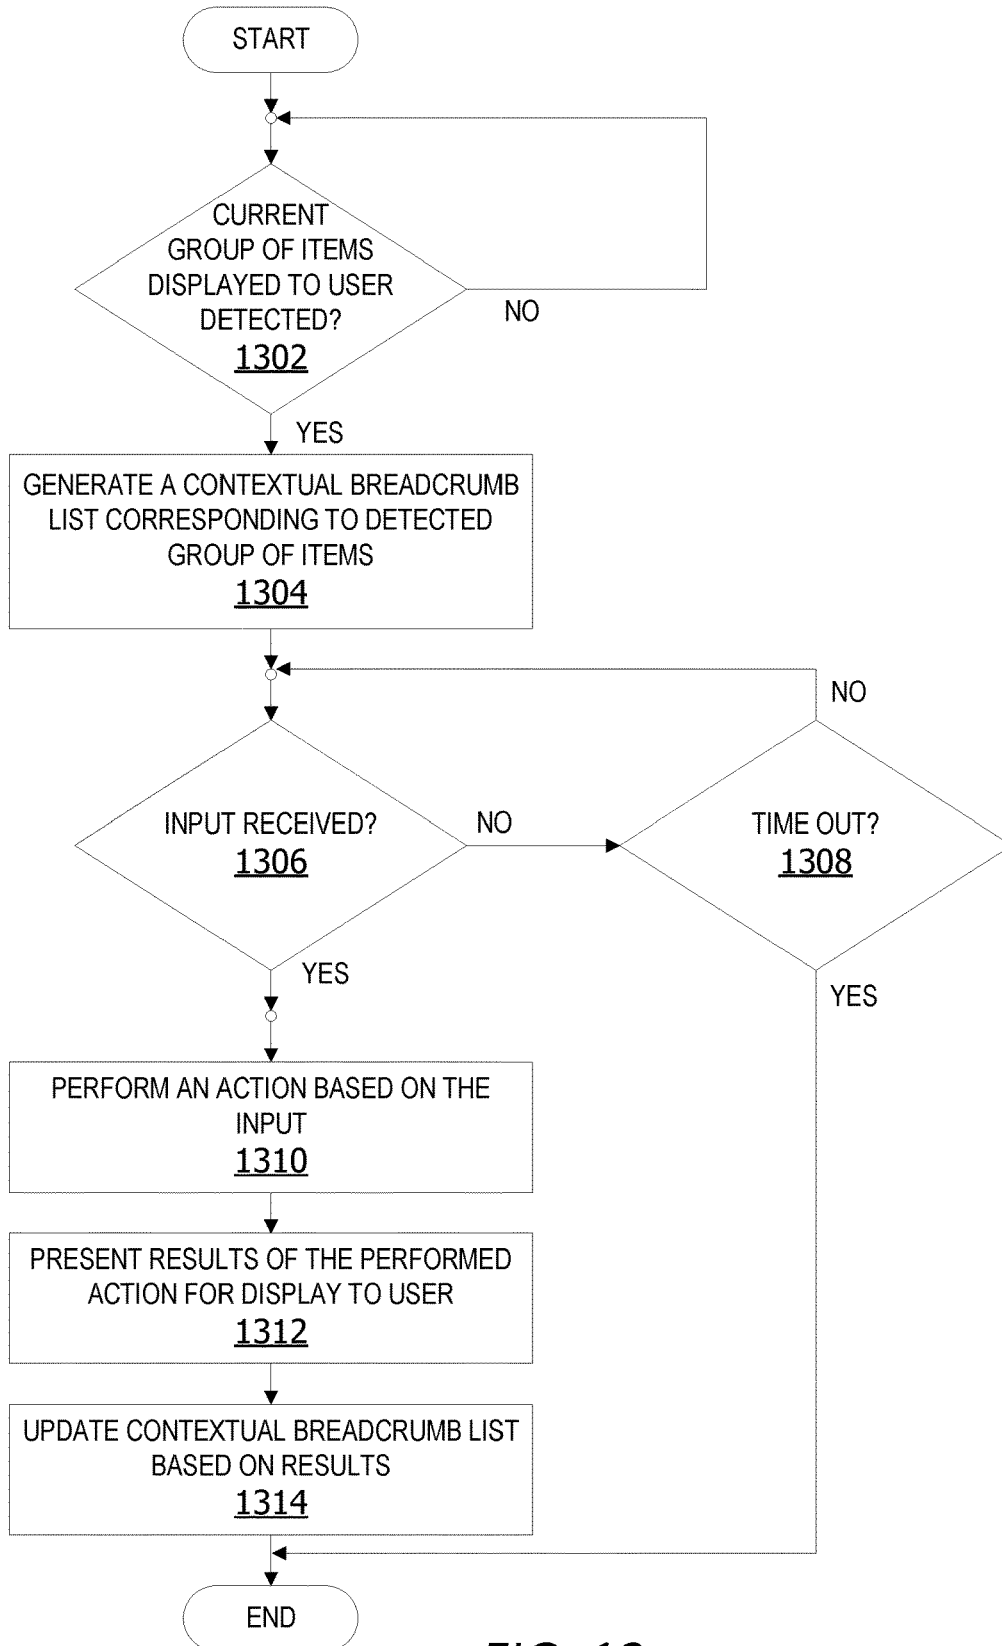 START
CURRENT
GROUP OF ITEMS
DISPLAYED TO USER
DETECTED?
1302
NO
YES
GENERATE A CONTEXTUAL BREADCRUMB
LIST CORRESPONDING TO DETECTED
GROUP OF ITEMS
1304
NO
INPUT RECEIVED?
1306
NO
TIME OUT?
1308
YES
YES
PERFORM AN ACTION BASED ON THE
INPUT
1310
PRESENT RESULTS OF THE PERFORMED
ACTION FOR DISPLAY TO USER
1312
UPDATE CONTEXTUAL BREADCRUMB LIST
BASED ON RESULTS
1314
END